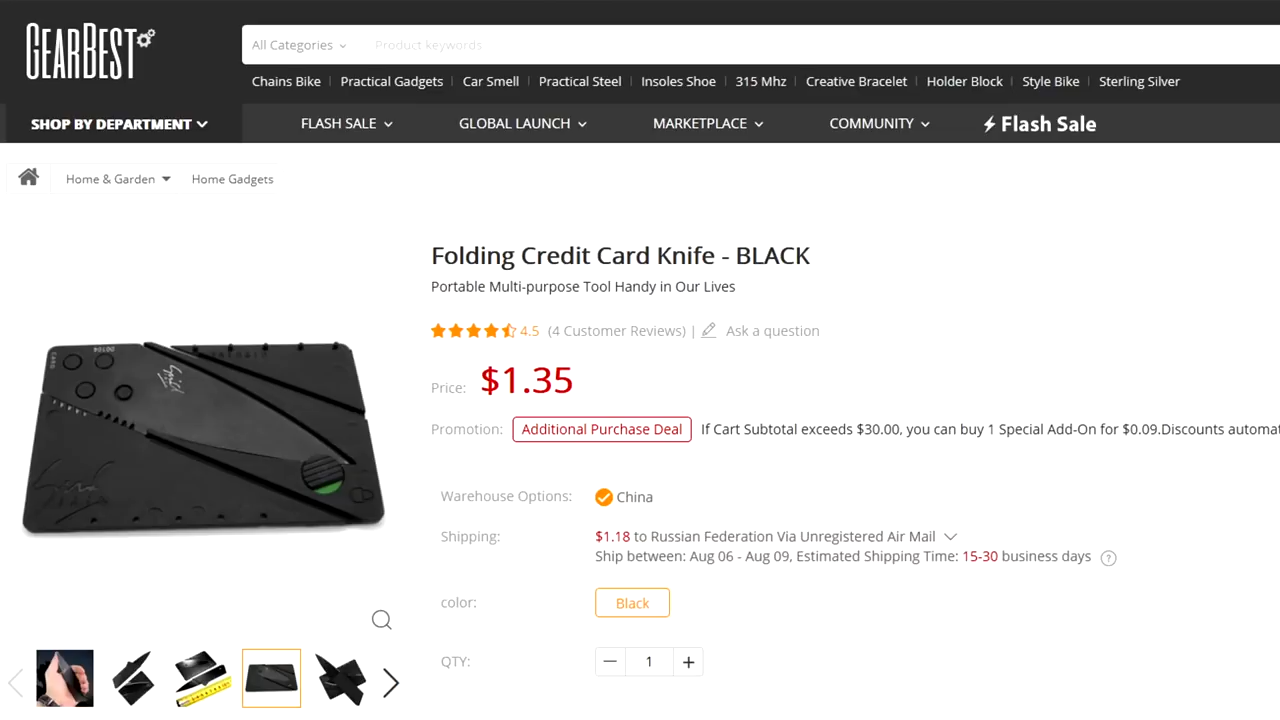 GEARBEST
All Categories
Product keywords
Chains Bike | Practical Gadgets | Car Smell | Practical Steel | Insoles Shoe | 315 Mhz | Creative Bracelet | Holder Block | Style Bike | Sterling Silver
SHOP BY DEPARTMENT
FLASH SALE
GLOBAL LAUNCH
MARKETPLACE
COMMUNITY
Flash Sale
Home & Garden
Home Gadgets
Folding Credit Card Knife - BLACK
Portable Multi-purpose Tool Handy in Our Lives
4.5 (4 Customer Reviews) | Ask a question
Price: $1.35
Promotion: Additional Purchase Deal If Cart Subtotal exceeds $30.00, you can buy 1 Special Add-On for $0.09.Discounts automat
Warehouse Options: China
Shipping: $1.18 to Russian Federation Via Unregistered Air Mail
Ship between: Aug 06 - Aug 09, Estimated Shipping Time: 15-30 business days ?
color: Black
QTY: 1